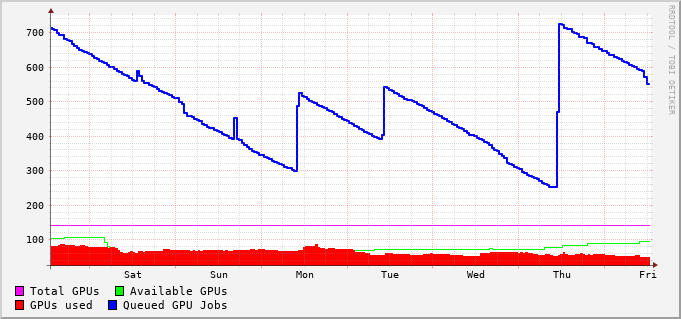 RRDTOOL / TOBI OETIKER
700
600
500
400
300
200
100
Sat Sun Mon Tue Wed Thu Fri
Total GPUs Available GPUs
GPUs used Queued GPU Jobs